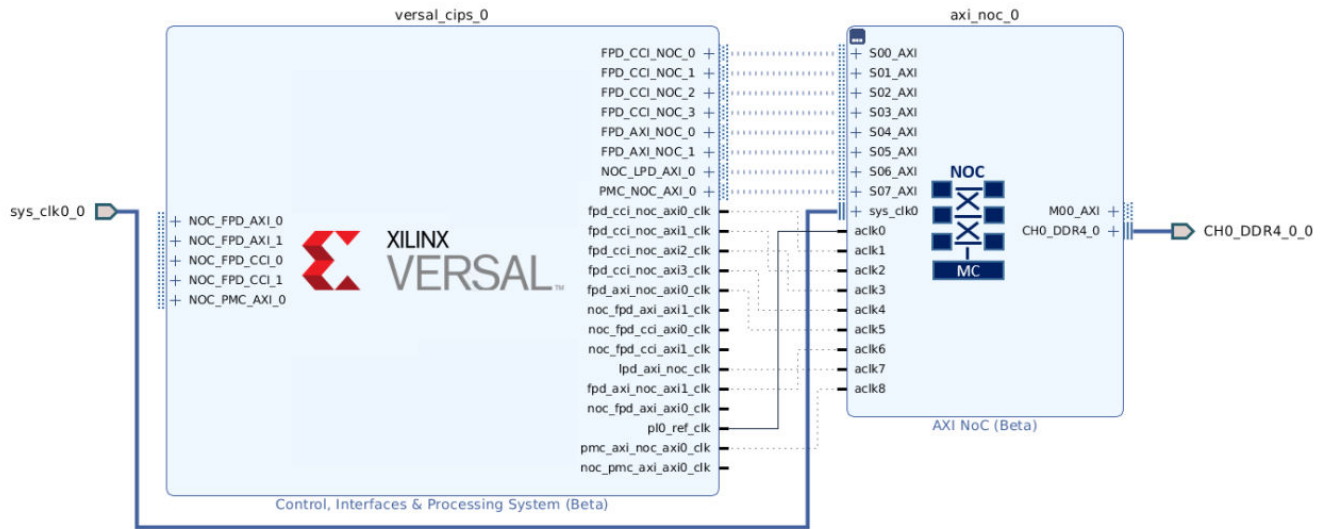 versal_cips_0
axi_noc_0
FPD_CCI_NOC_0
FPD_CCI_NOC_1
FPD_CCI_NOC_2
FPD_CCI_NOC_3
FPD_AXI_NOC_0
FPD_AXI_NOC_1
NOC_LPD_AXI_0
PMC_NOC_AXI_0
fpd_cci_noc_axi0_clk
fpd_cci_noc_axi1_clk
fpd_cci_noc_axi2_clk
fpd_cci_noc_axi3_clk
fpd_axi_noc_axi0_clk
noc_fpd_axi_axi1_clk
noc_fpd_cci_axi0_clk
noc_fpd_cci_axi1_clk
lpd_axi_noc_clk
fpd_axi_noc_axi1_clk
noc_fpd_axi_axi0_clk
pl0_ref_clk
pmc_axi_noc_axi0_clk
noc_pmc_axi_axi0_clk
sys_clk0_0
NOC_FPD_AXI_0
NOC_FPD_AXI_1
NOC_FPD_CCI_0
NOC_FPD_CCI_1
NOC_PMC_AXI_0
XILINX
VERSAL™
Control, Interfaces & Processing System (Beta)
S00_AXI
S01_AXI
S02_AXI
S03_AXI
S04_AXI
S05_AXI
S06_AXI
S07_AXI
sys_clk0
aclk0
aclk1
aclk2
aclk3
aclk4
aclk5
aclk6
aclk7
aclk8
NOC
MC
M00_AXI
CH0_DDR4_0
CH0_DDR4_0_0
AXI NoC (Beta)